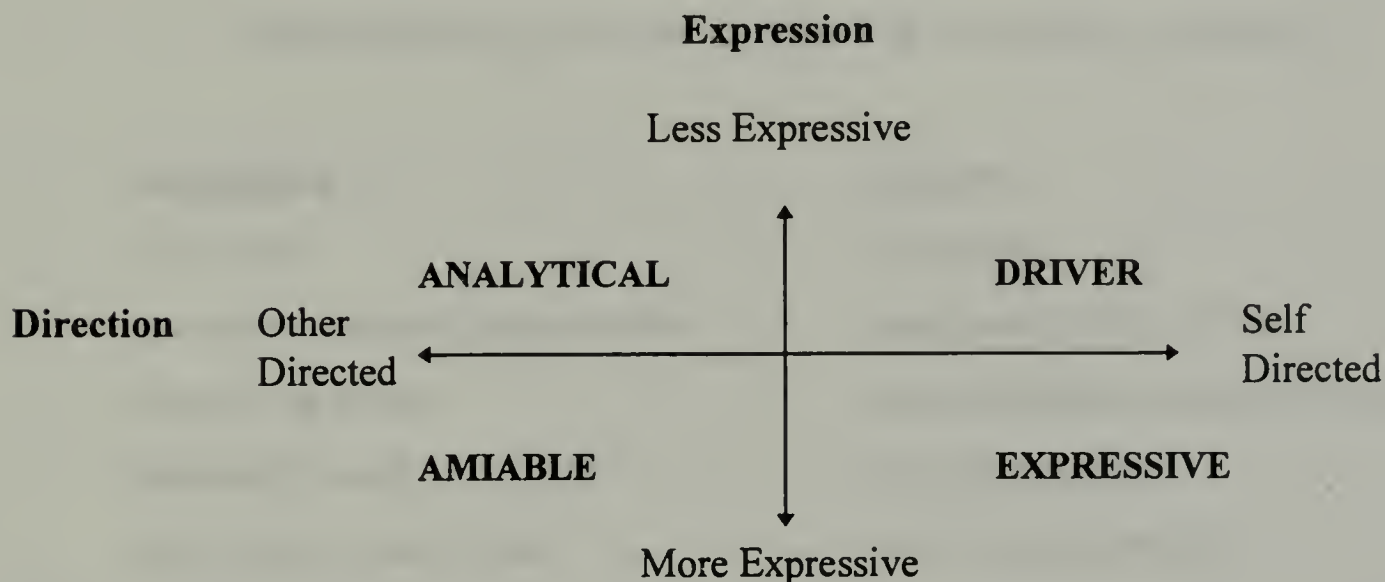 Expression
Less Expressive
ANALYTICAL DRIVER
Direction Other Directed Self Directed
AMIABLE EXPRESSIVE
More Expressive